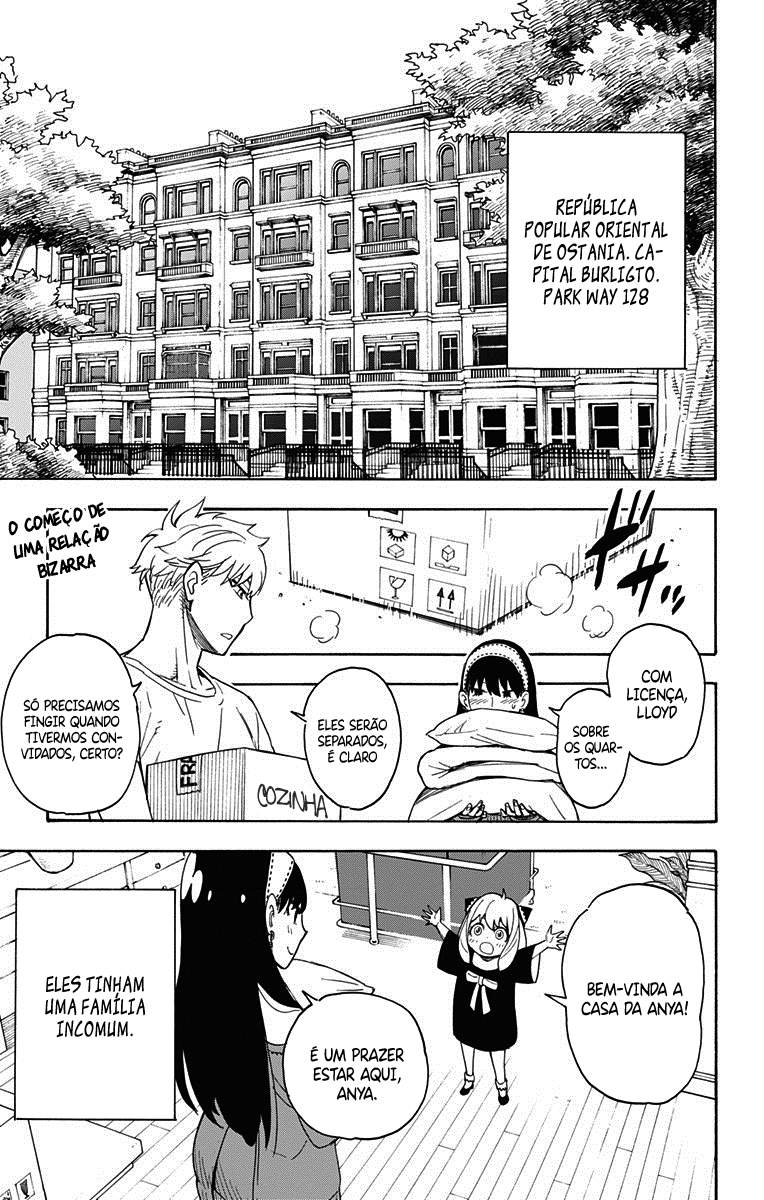 REPÚBLICA
POPULAR ORIENTAL
DE OSTANIA. CA-
PITAL BURLIGTO.
PARK WAY 128
O COMEÇO DE
UMA RELAÇÃO
BIZARRA
COM
LICENÇA,
LLOYD
SOBRE
OS QUAR-
TOS...
ELES SERÃO
SEPARADOS,
É CLARO
SÓ PRECISAMOS
FINGIR QUANDO
TIVERMOS CON-
VIDADOS, CERTO?
FRA
COZINHA
BEM-VINDA A
CASA DA ANYA!
É UM PRAZER
ESTAR AQUI,
ANYA.
ELES TINHAM
UMA FAMÍLIA
INCOMUM.